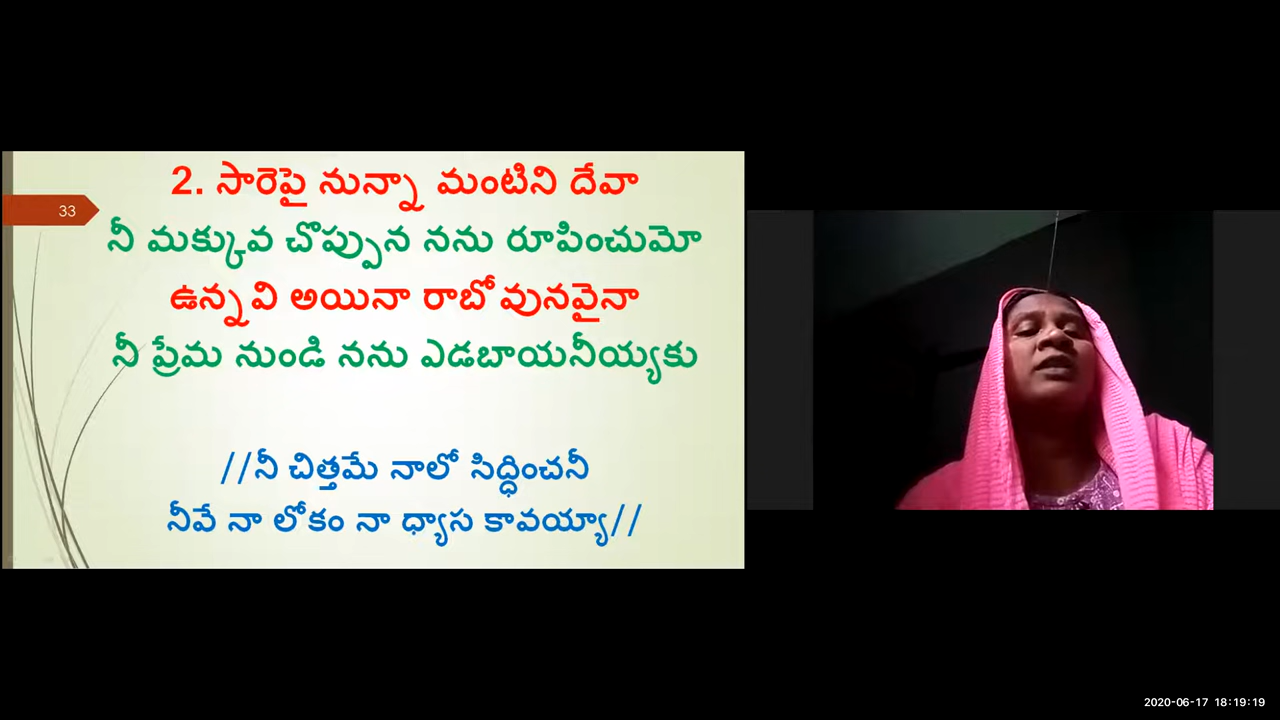 33
2. సారెపై నున్నా మంటిని దేవా
నీ మక్కువ చొప్పున నను రూపించుమో
ఉన్నవి అయినా రాబోవునవైనా
నీ ప్రేమ నుండి నను ఎడబాయనీయ్యకు
//నీ చిత్తమే నాలో సిద్ధించనీ
నీవే నా లోకం నా ధ్యాస కావయ్యా//
2020-06-17 18:19:19